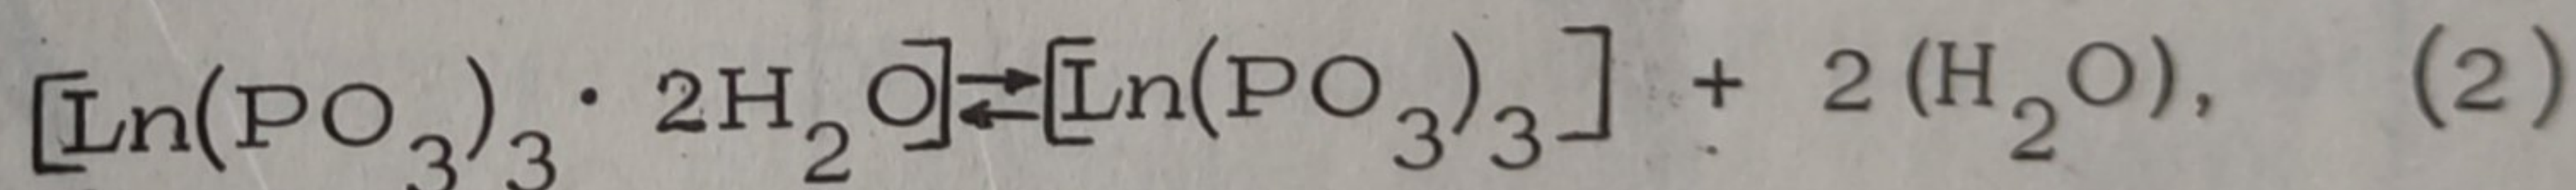 [Ln(PO₃)₃ · 2H₂O]⇄[Ln(PO₃)₃] + 2(H₂O), (2)